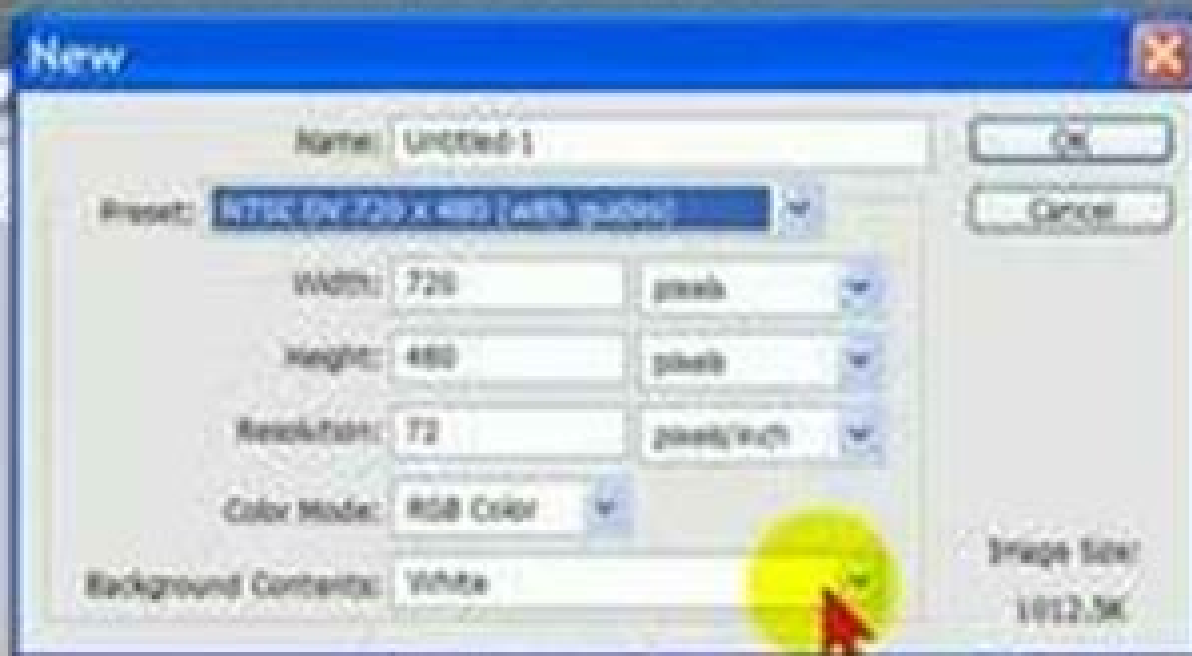 New
Name: Untitled-1
OK
Preset: NTSC DV 720 x 480 (with guides)
Cancel
Width: 720 pixels
Height: 480 pixels
Resolution: 72 pixels/inch
Color Mode: RGB Color
Background Contents: White
Image Size:
1012.5K